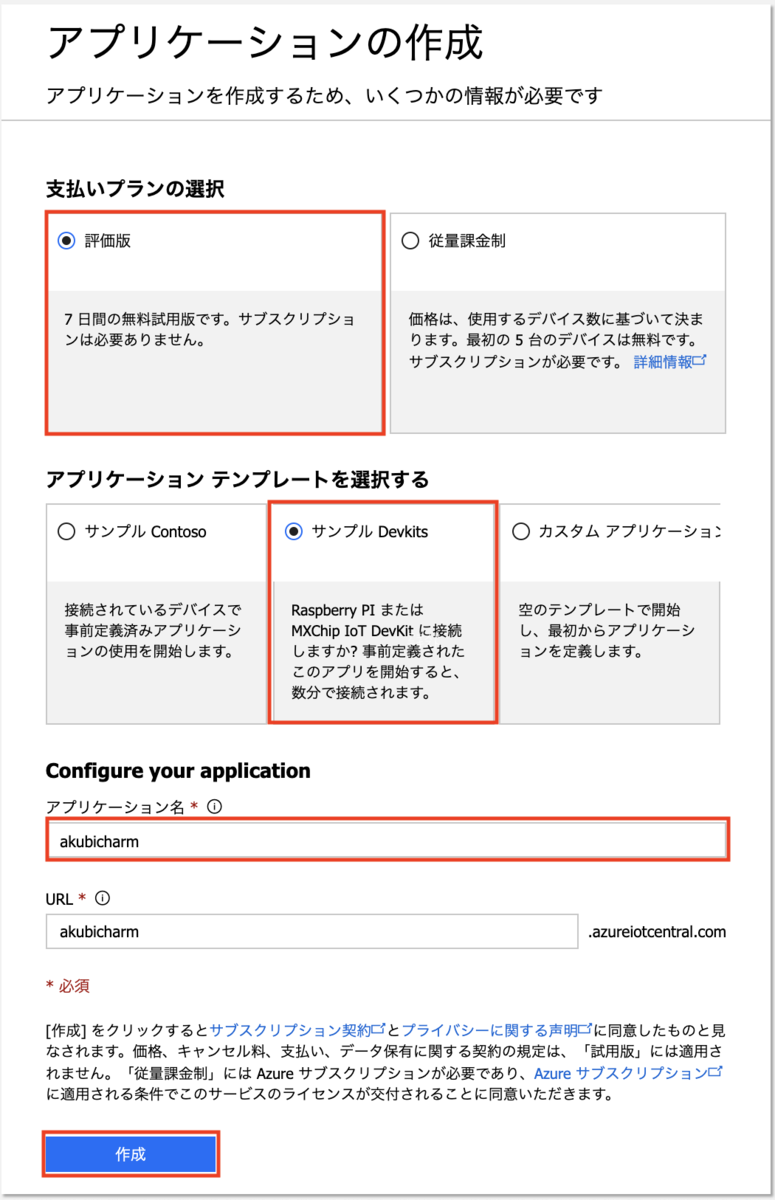 アプリケーションの作成
アプリケーションを作成するため、いくつかの情報が必要です
支払いプランの選択
評価版
7 日間の無料試用版です。サブスクリプショ
ンは必要ありません。
従量課金制
価格は、使用するデバイス数に基づいて決ま
ります。最初の 5 台のデバイスは無料です。
サブスクリプションが必要です。 詳細情報
アプリケーション テンプレートを選択する
サンプル Contoso
接続されているデバイスで
事前定義済みアプリケーシ
ョンの使用を開始します。
サンプル Devkits
Raspberry PI または
MXChip IoT DevKit に接続
しますか? 事前定義された
このアプリを開始すると、
数分で接続されます。
カスタム アプリケーション
空のテンプレートで開始
し、最初からアプリケーシ
ョンを定義します。
Configure your application
アプリケーション名 *
akubicharm
URL *
akubicharm .azureiotcentral.com
* 必須
[作成] をクリックするとサブスクリプション契約とプライバシーに関する声明に同意したものと見
なされます。価格、キャンセル料、支払い、データ保有に関する契約の規定は、「試用版」には適用さ
れません。「従量課金制」には Azure サブスクリプションが必要であり、Azure サブスクリプション
に適用される条件でこのサービスのライセンスが交付されることに同意いただきます。
作成